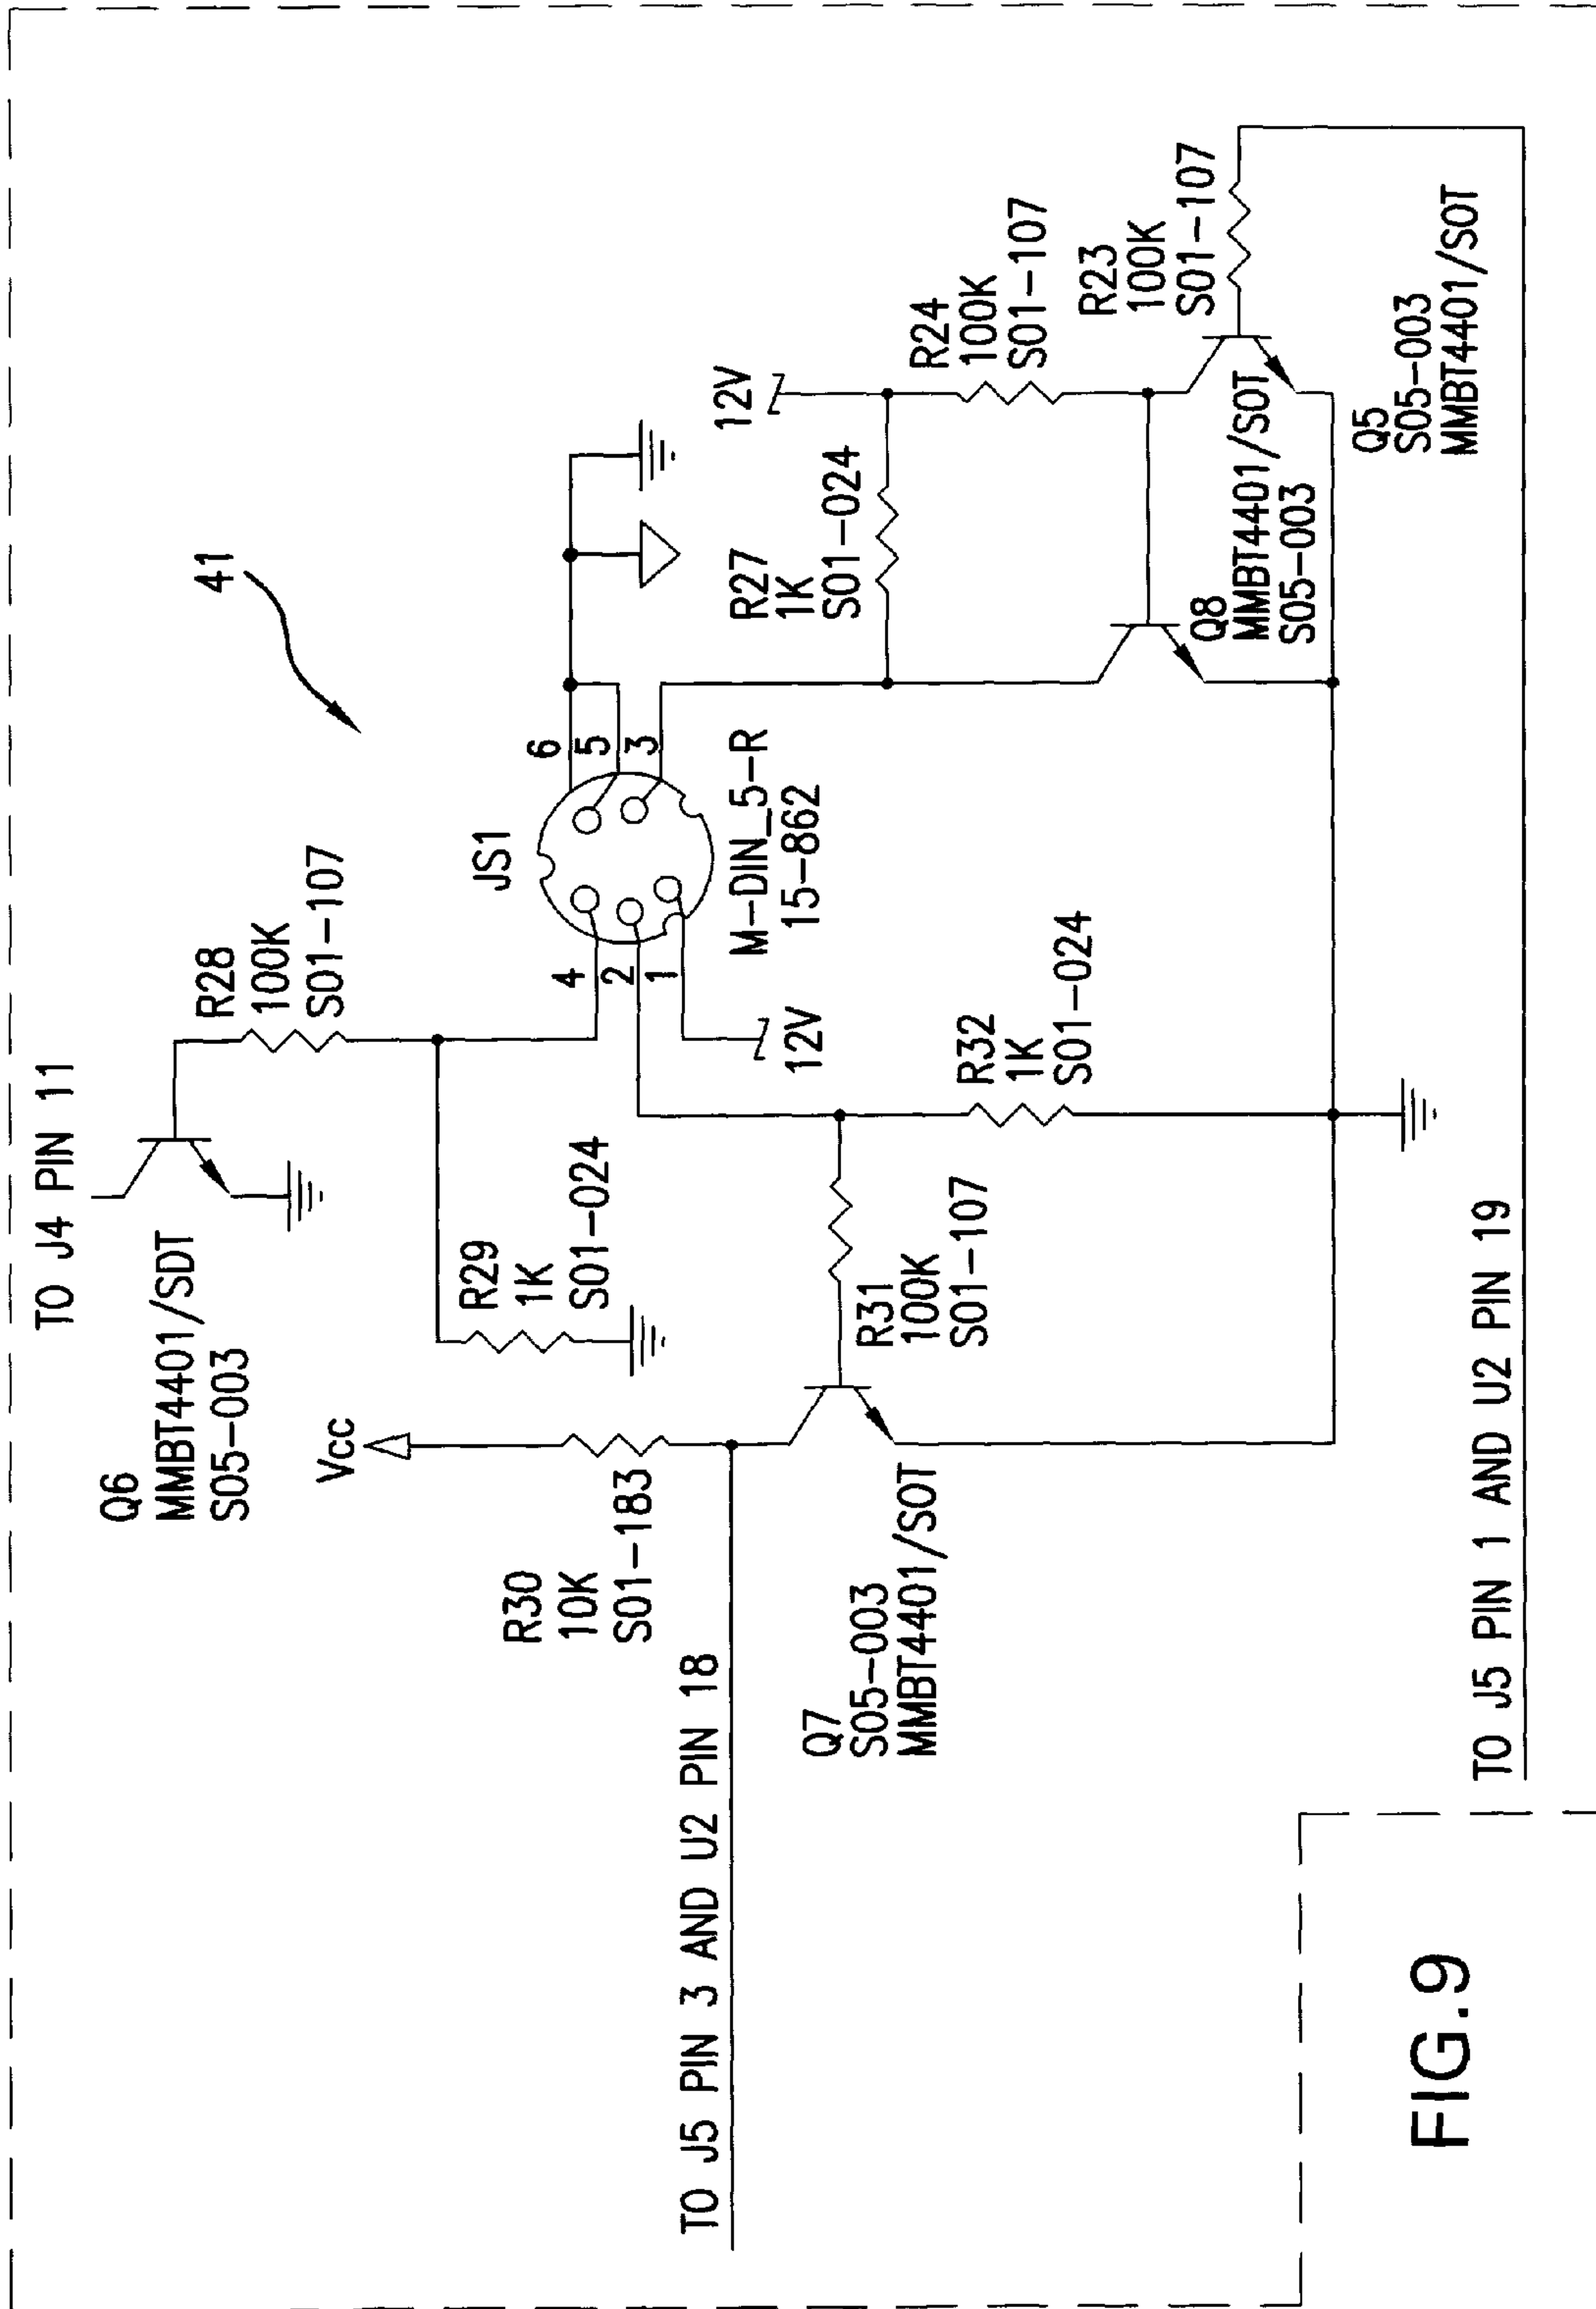 TO J4 PIN 11
Q6
MMBT4401/SDT
S05-003
R28
100K
S01-107
41
Vcc
R29
1K
S01-024
JS1
4
2
1
6
5
3
M-DIN_5-R
15-862
12V
12V
R27
1K
S01-024
R24
100K
S01-107
R23
100K
S01-107
R30
10K
S01-183
TO J5 PIN 3 AND U2 PIN 18
Q7
S05-003
MMBT4401/SOT
R31
100K
S01-107
R32
1K
S01-024
Q8
MMBT4401/SOT
S05-003
Q5
S05-003
MMBT4401/SOT
TO J5 PIN 1 AND U2 PIN 19
FIG.9